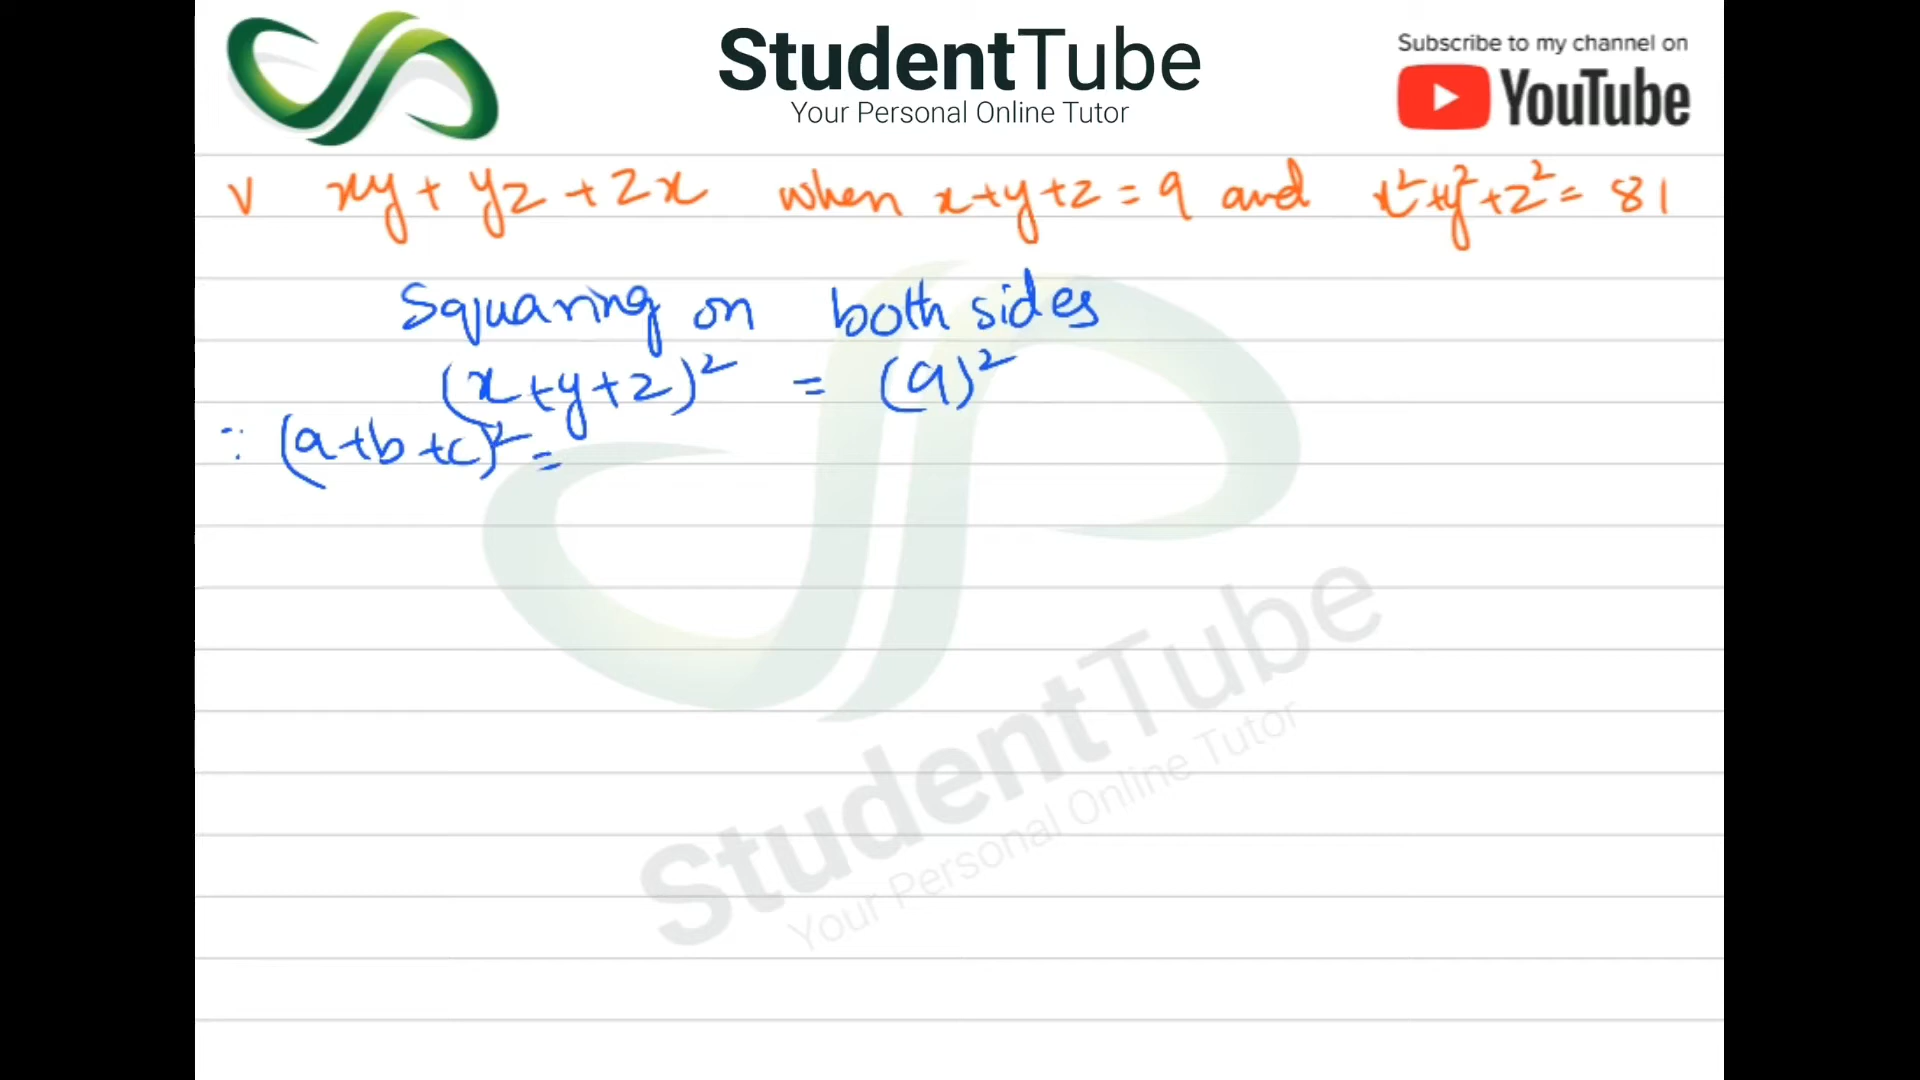 StudentTube
Your Personal Online Tutor
Subscribe to my channel on
YouTube
v xy + yz + zx when x+y+z = 9 and x²+y²+z² = 81
Squaring on both sides
(x+y+z)² = (9)²
∵ (a+b+c)² =
StudentTube
Your Personal Online Tutor